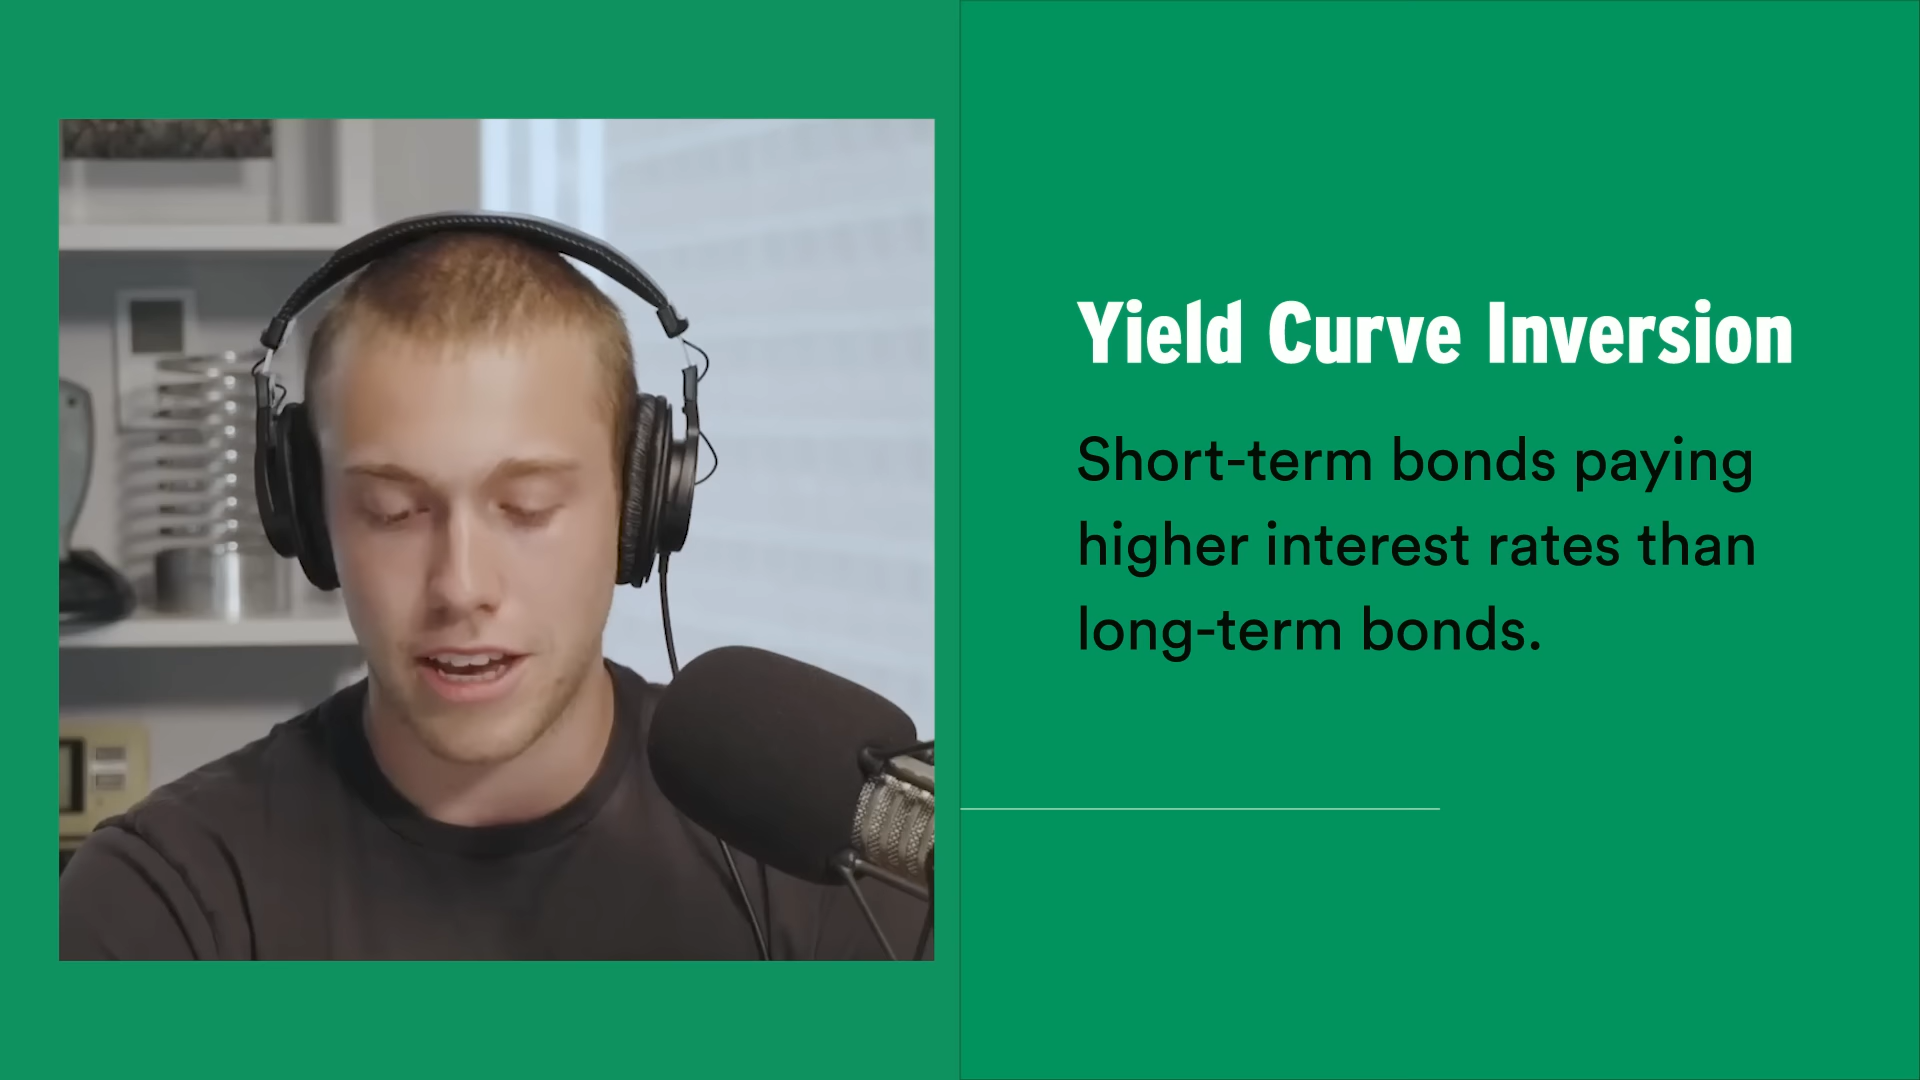 Yield Curve Inversion
Short-term bonds paying
higher interest rates than
long-term bonds.